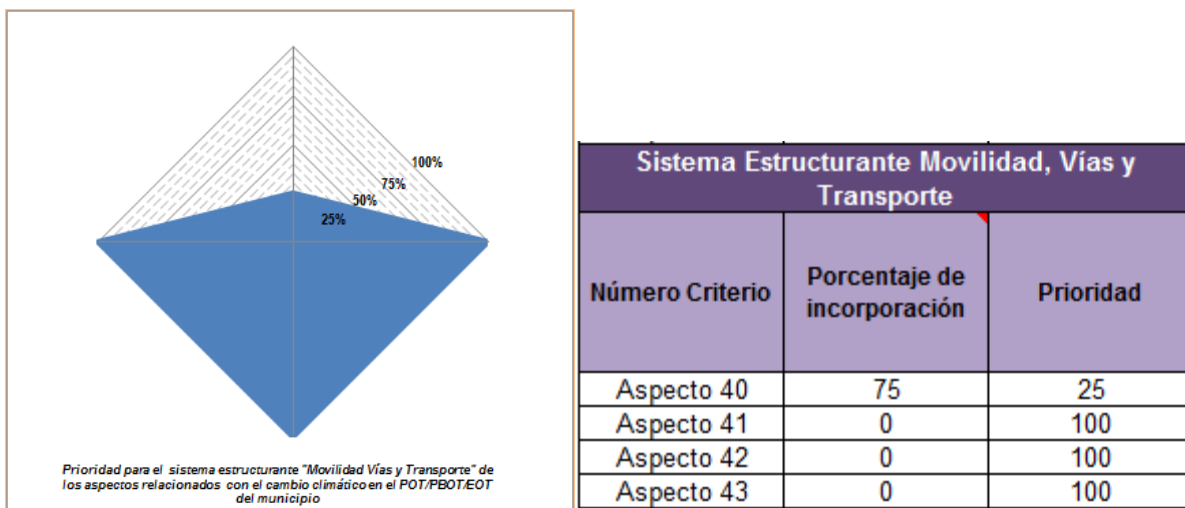 100%
75%
50%
25%
Prioridad para el sistema estructurante "Movilidad Vías y Transporte" de
los aspectos relacionados con el cambio climático en el POT/PBOT/EOT
del municipio
Sistema Estructurante Movilidad, Vías y
Transporte
Número Criterio Porcentaje de incorporación Prioridad
Aspecto 40 75 25
Aspecto 41 0 100
Aspecto 42 0 100
Aspecto 43 0 100